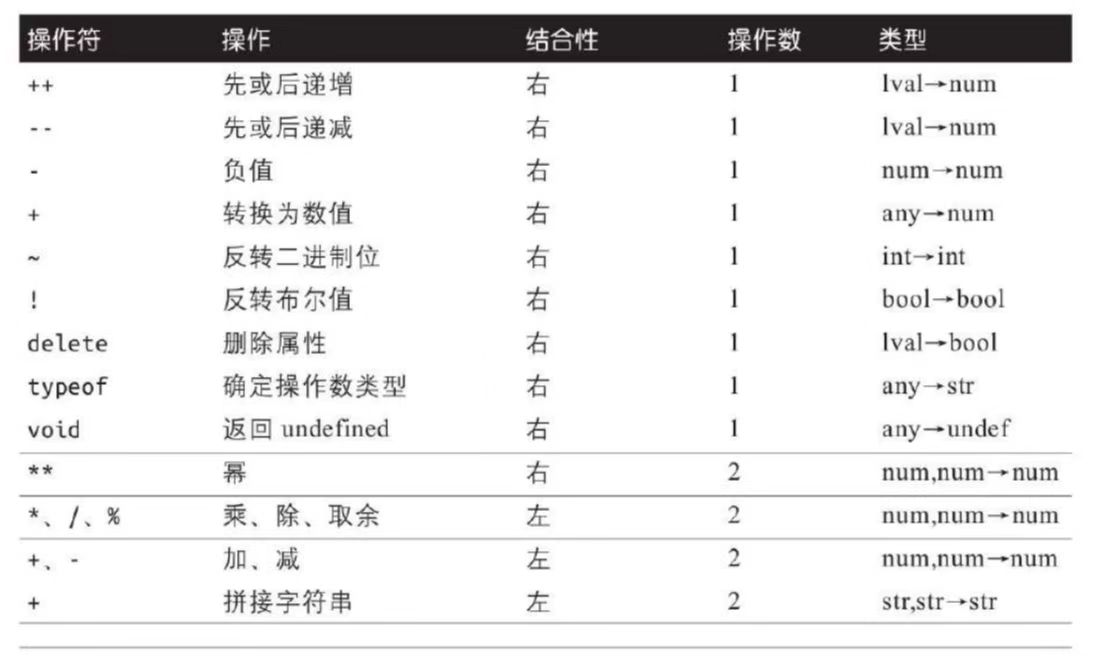 操作符 操作 结合性 操作数 类型
++ 先或后递增 右 1 lval→num
-- 先或后递减 右 1 lval→num
- 负值 右 1 num→num
+ 转换为数值 右 1 any→num
~ 反转二进制位 右 1 int→int
! 反转布尔值 右 1 bool→bool
delete 删除属性 右 1 lval→bool
typeof 确定操作数类型 右 1 any→str
void 返回 undefined 右 1 any→undef
** 幂 右 2 num,num→num
*、/、% 乘、除、取余 左 2 num,num→num
+、- 加、减 左 2 num,num→num
+ 拼接字符串 左 2 str,str→str